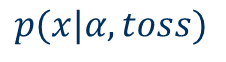 p(x|α, toss)